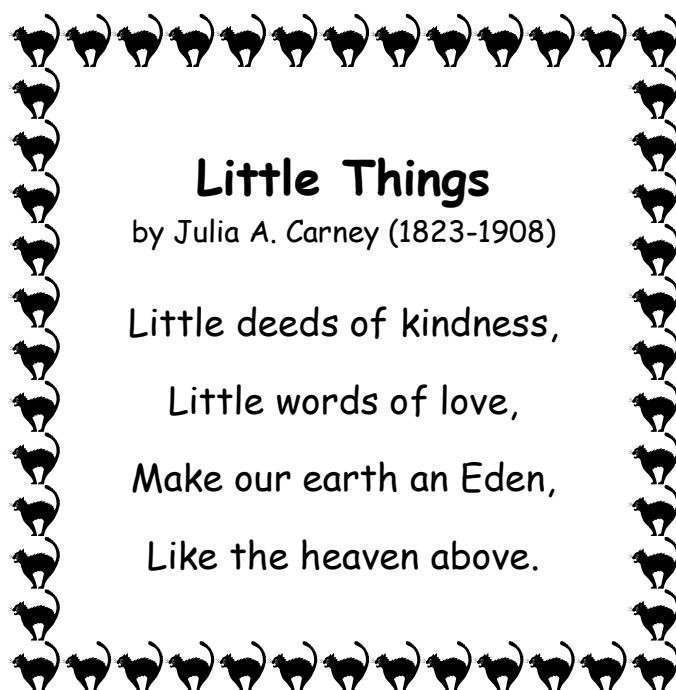 Little Things
by Julia A. Carney (1823-1908)
Little deeds of kindness,
Little words of love,
Make our earth an Eden,
Like the heaven above.